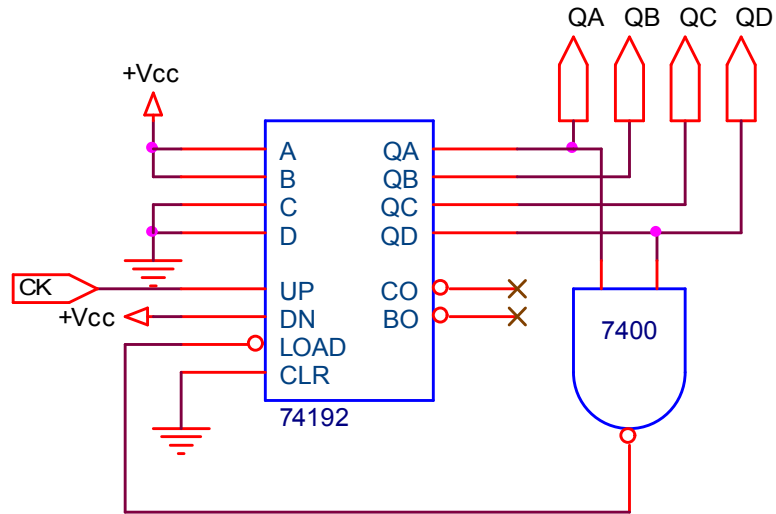 QA QB QC QD
+Vcc
A QA
B QB
C QC
D QD
CK UP CO
+Vcc DN BO
LOAD
CLR
7400
74192